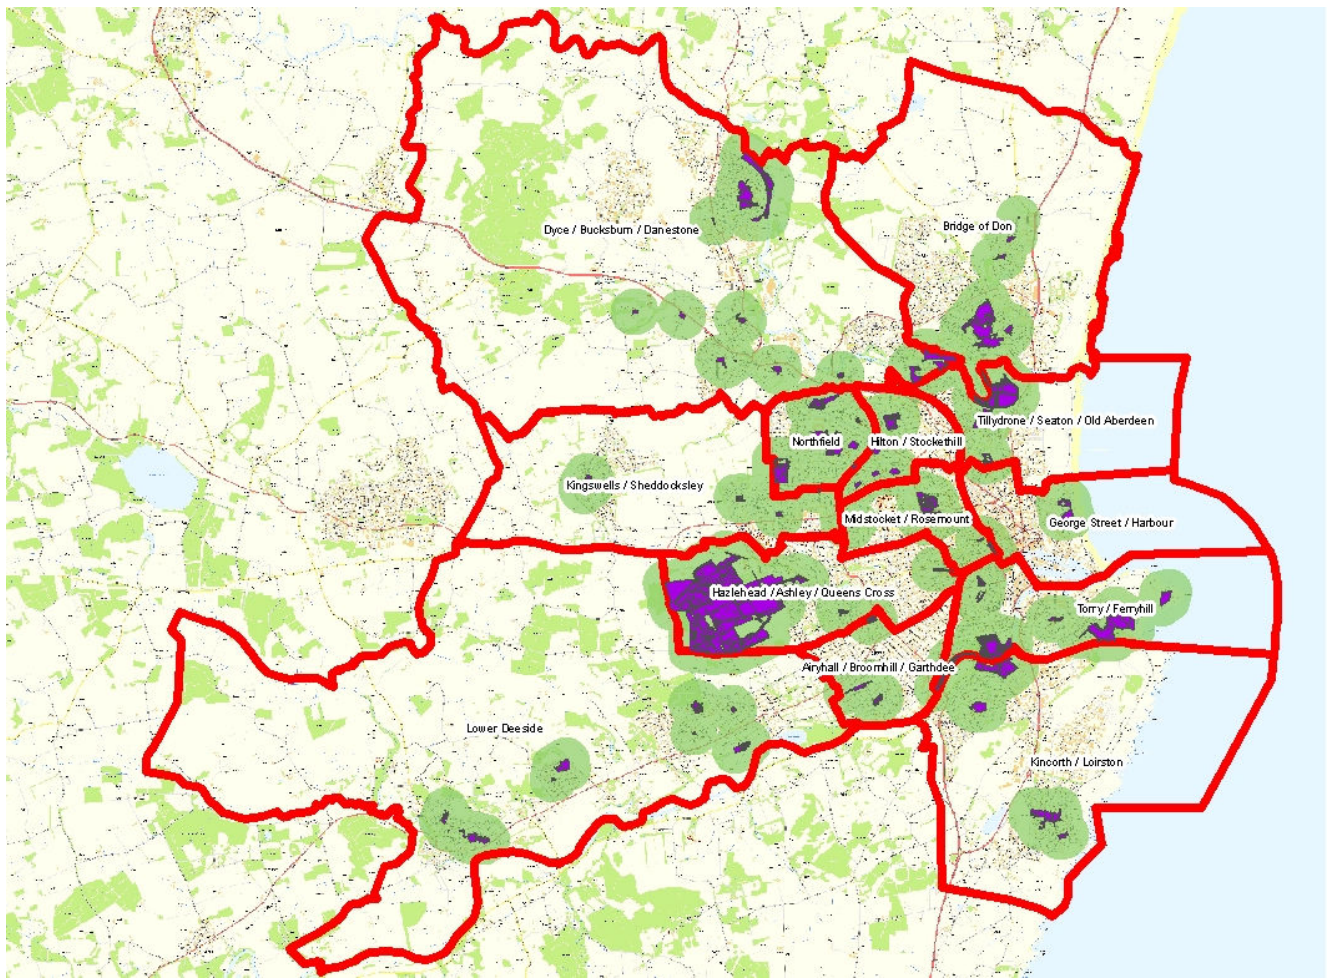 Dyce / Bucksburn / Danestone
Bridge of Don
Tillydrone / Seaton / Old Aberdeen
Northfield
Hilton / Stockethill
Kingswells / Sheddocksley
Midstocket / Rosemount
George Street / Harbour
Hazlehead / Ashley / Queens Cross
Torry / Ferryhill
Airyhall / Broomhill / Garthdee
Lower Deeside
Kincorth / Loirston